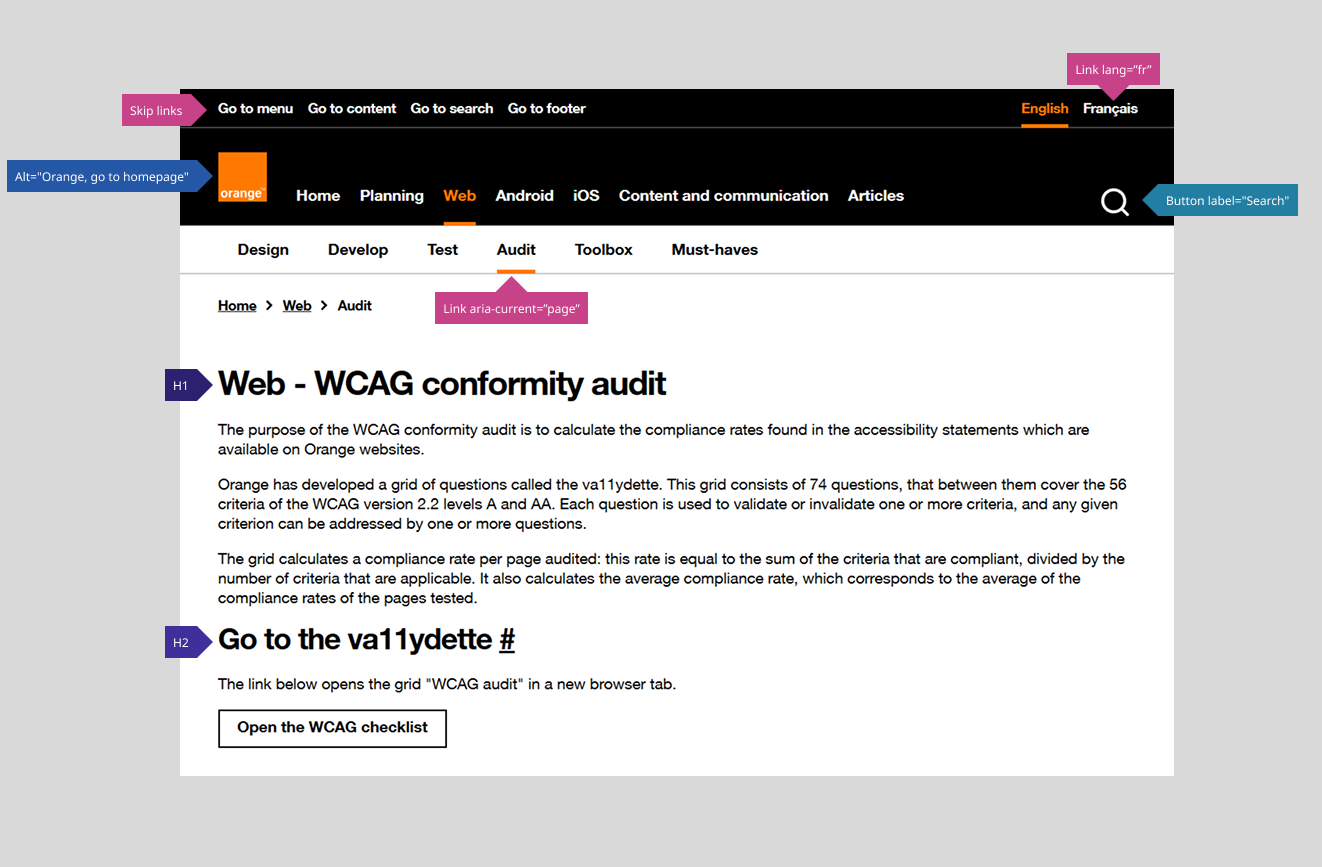 Link lang="fr"
Skip links
Go to menu Go to content Go to search Go to footer
English Français
Alt="Orange, go to homepage"
orange™
Home Planning Web Android iOS Content and communication Articles
Button label="Search"
Design Develop Test Audit Toolbox Must-haves
Home > Web > Audit
Link aria-current="page"
H1
Web - WCAG conformity audit
The purpose of the WCAG conformity audit is to calculate the compliance rates found in the accessibility statements which are
available on Orange websites.
Orange has developed a grid of questions called the va11ydette. This grid consists of 74 questions, that between them cover the 56
criteria of the WCAG version 2.2 levels A and AA. Each question is used to validate or invalidate one or more criteria, and any given
criterion can be addressed by one or more questions.
The grid calculates a compliance rate per page audited: this rate is equal to the sum of the criteria that are compliant, divided by the
number of criteria that are applicable. It also calculates the average compliance rate, which corresponds to the average of the
compliance rates of the pages tested.
H2
Go to the va11ydette #
The link below opens the grid "WCAG audit" in a new browser tab.
Open the WCAG checklist